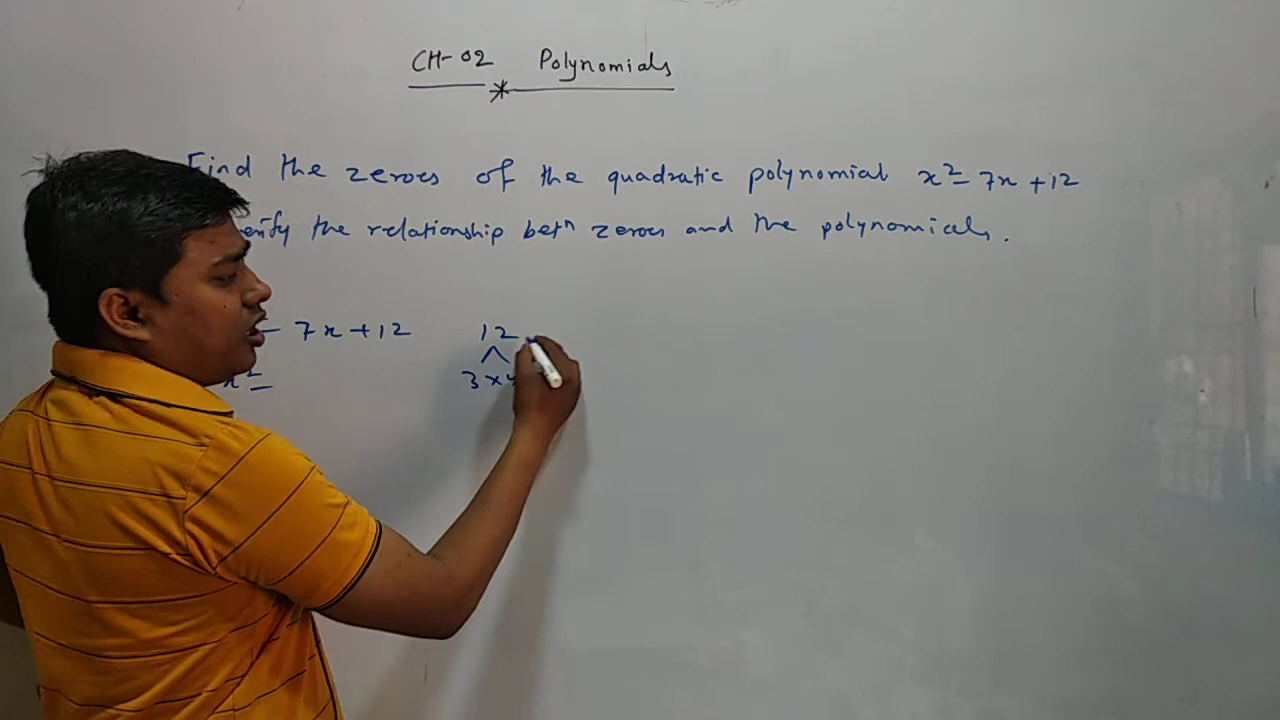 CH-02 Polynomials
Find the zeroes of the quadratic polynomial x² - 7x + 12
the relationship betⁿ zeroes and the polynomials.
- 7x + 12 12
x² - 3 x